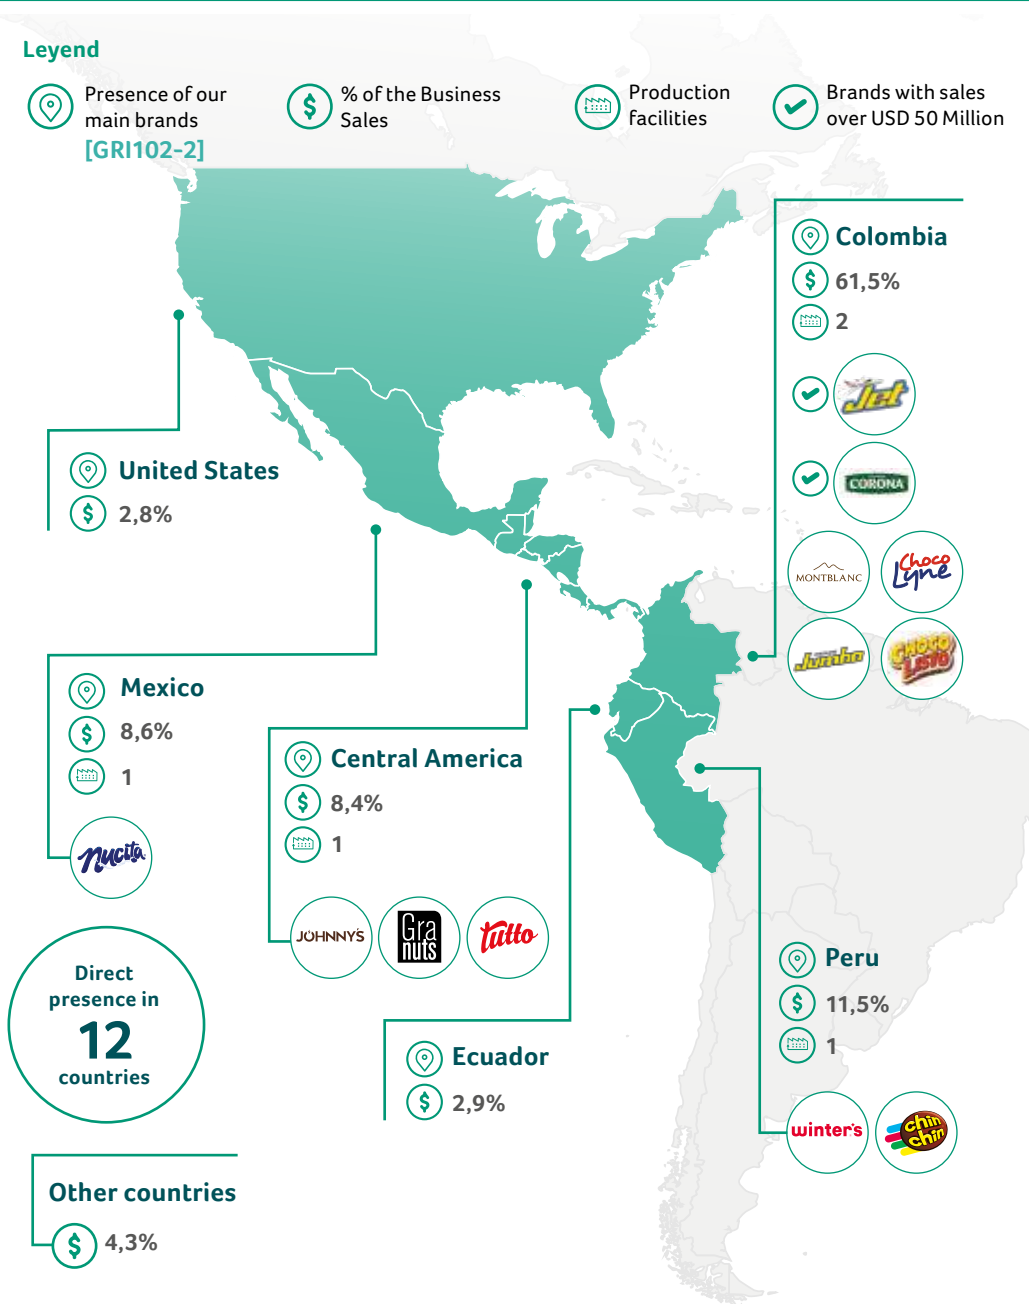 Leyend
Presence of our
main brands
[GRI102-2]
% of the Business
Sales
Production
facilities
Brands with sales
over USD 50 Million
Colombia
61,5%
2
Jet
CORONA
MONTBLANC
Choco
Lyne
Jumbo
CHOCO
LISTO
United States
2,8%
Mexico
8,6%
1
nucita
Central America
8,4%
1
JOHNNY'S
Gra
nuts
Tutto
Ecuador
2,9%
Peru
11,5%
1
winter's
chin
chin
Direct
presence in
12
countries
Other countries
4,3%